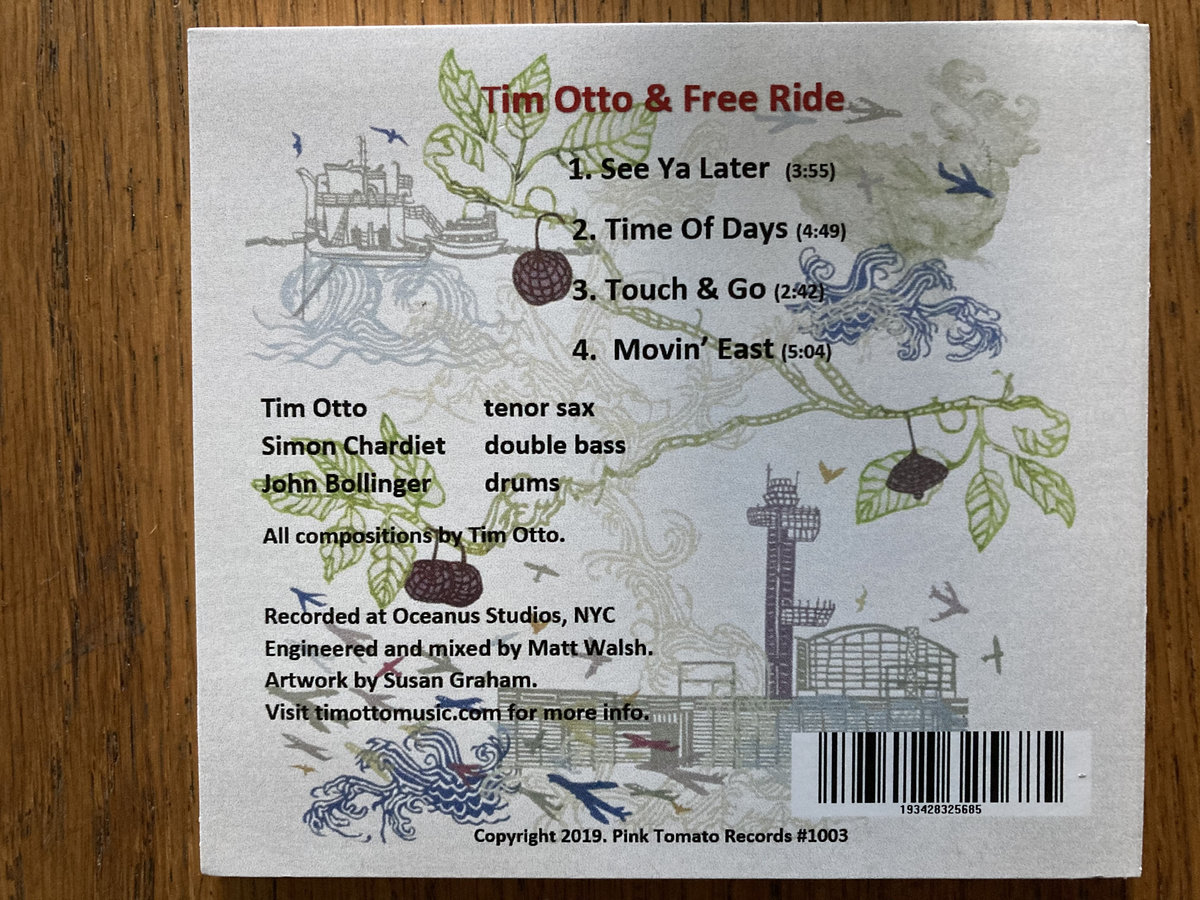 Tim Otto & Free Ride
1. See Ya Later (3:55)
2. Time Of Days (4:49)
3. Touch & Go (2:42)
4. Movin’ East (5:04)
Tim Otto tenor sax
Simon Chardiet double bass
John Bollinger drums
All compositions by Tim Otto.
Recorded at Oceanus Studios, NYC
Engineered and mixed by Matt Walsh.
Artwork by Susan Graham.
Visit timottomusic.com for more info.
193428325685
Copyright 2019. Pink Tomato Records #1003